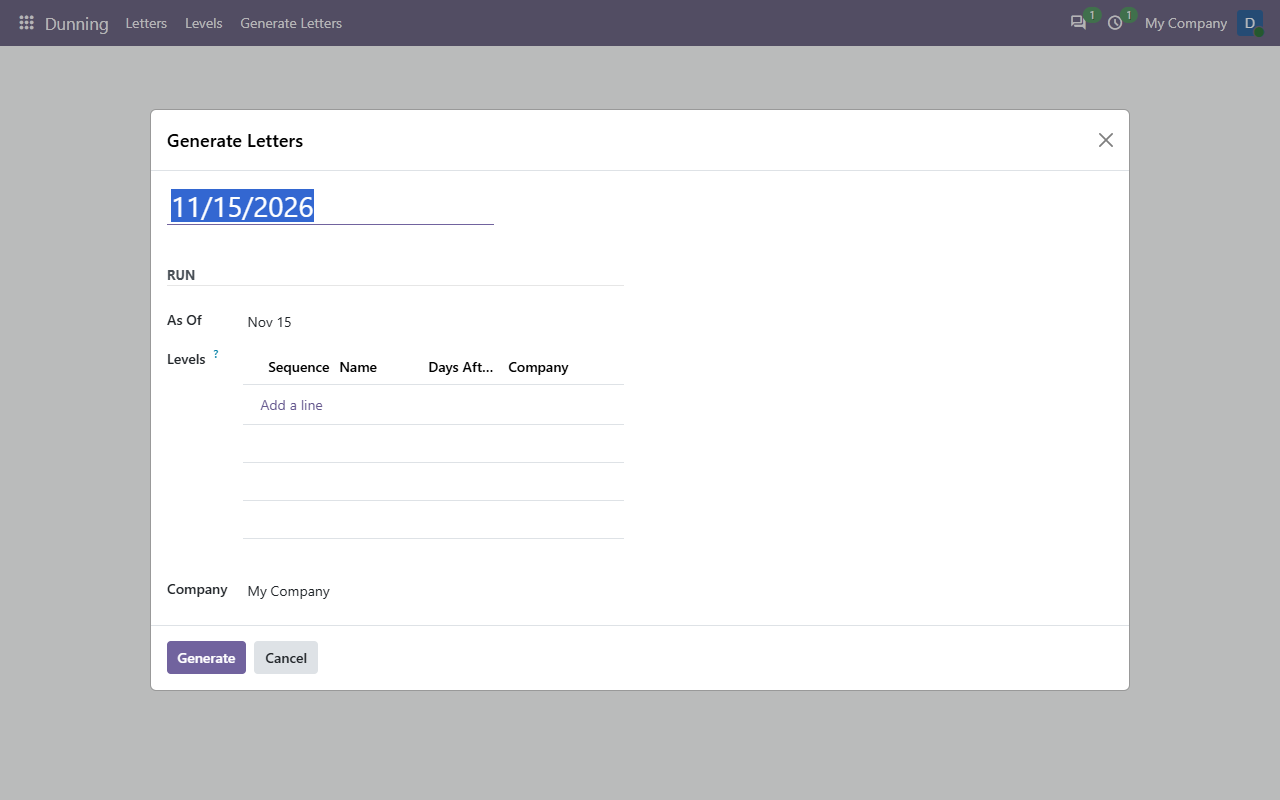 Dunning Letters Levels Generate Letters 1 1 My Company D
Generate Letters
11/15/2026
RUN
As Of Nov 15
Levels ?
Sequence Name Days Aft... Company
Add a line
Company My Company
Generate Cancel